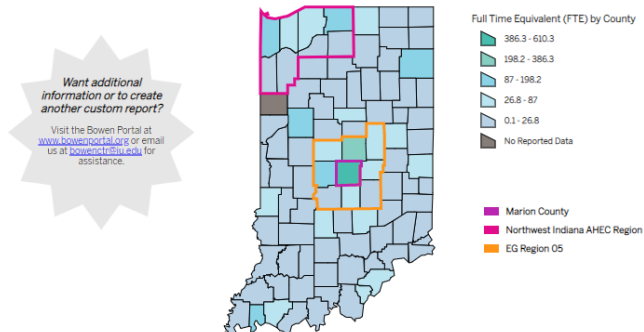 Want additional
information or to create
another custom report?
Visit the Bowen Portal at
www.bowenportal.org or email
us at bowenctr@iu.edu for
assistance.
Full Time Equivalent (FTE) by County
386.3 - 610.3
198.2 - 386.3
87 - 198.2
26.8 - 87
0.1 - 26.8
No Reported Data
Marion County
Northwest Indiana AHEC Region
EG Region 05